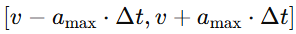 [v − a_max · Δt, v + a_max · Δt]